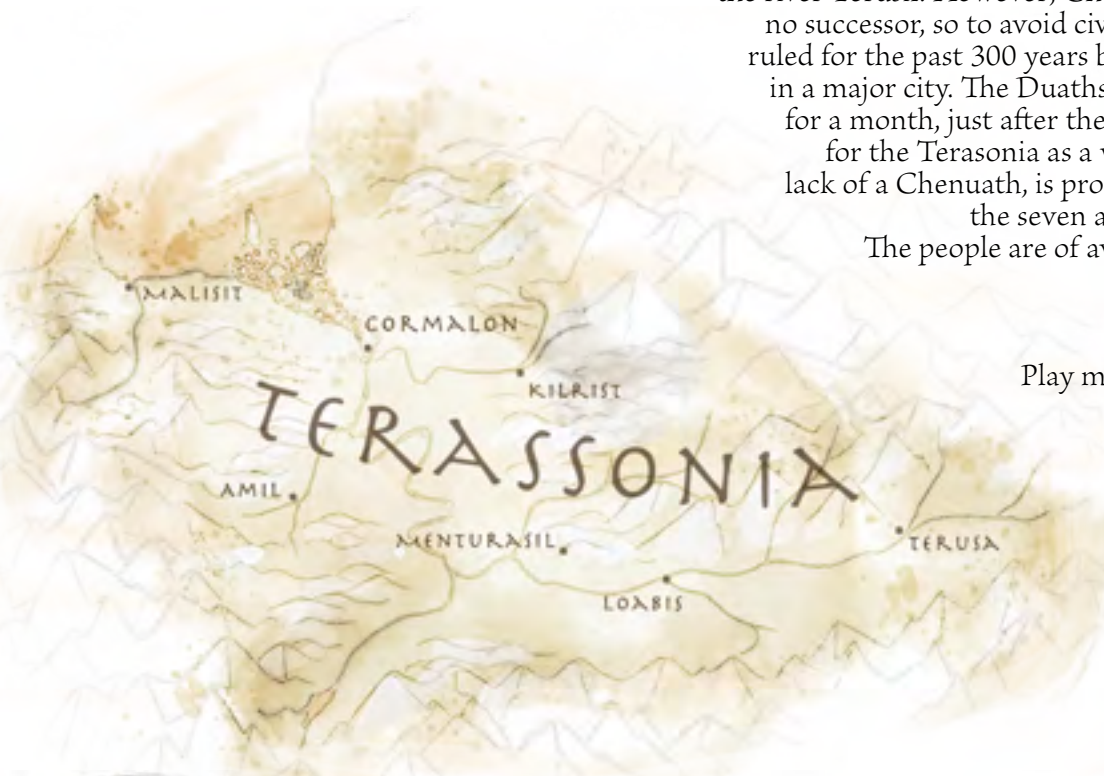 the river Terusil. However, Ch
no successor, so to avoid civ
ruled for the past 300 years b
in a major city. The Duaths
for a month, just after the
for the Terasonia as a
lack of a Chenuath, is pro
the seven a
The people are of av
Play m
MALISIT
CORMALON
KILRIST
TERASSONIA
AMIL
MENTURASIL
TERUSA
LOABIS